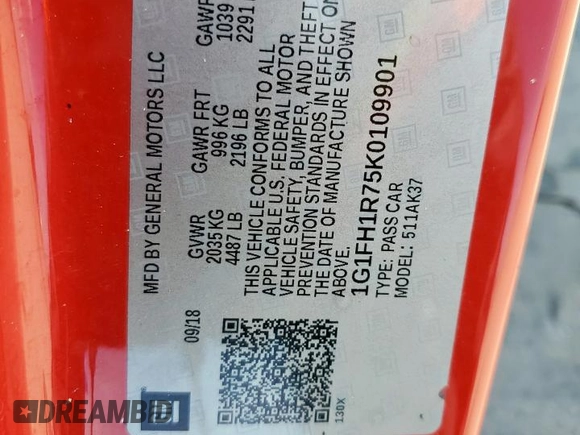 MFD BY GENERAL MOTORS LLC
09/18
GVWR GAWR FRT GAWR
2035 KG 996 KG 1039
4487 LB 2196 LB 2291
THIS VEHICLE CONFORMS TO ALL
APPLICABLE U.S. FEDERAL MOTOR
VEHICLE SAFETY, BUMPER, AND THEFT
PREVENTION STANDARDS IN EFFECT ON
THE DATE OF MANUFACTURE SHOWN
ABOVE.
1G1FH1R75K0109901
TYPE: PASS CAR
MODEL: 511AK37
130X
GM
DREAMBID